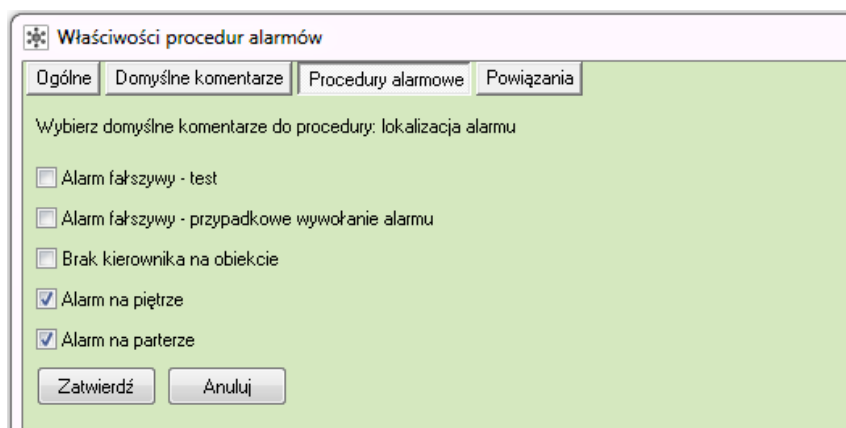 Właściwości procedur alarmów
Ogólne Domyślne komentarze Procedury alarmowe Powiązania
Wybierz domyślne komentarze do procedury: lokalizacja alarmu
Alarm fałszywy - test
Alarm fałszywy - przypadkowe wywołanie alarmu
Brak kierownika na obiekcie
Alarm na piętrze
Alarm na parterze
Zatwierdź Anuluj